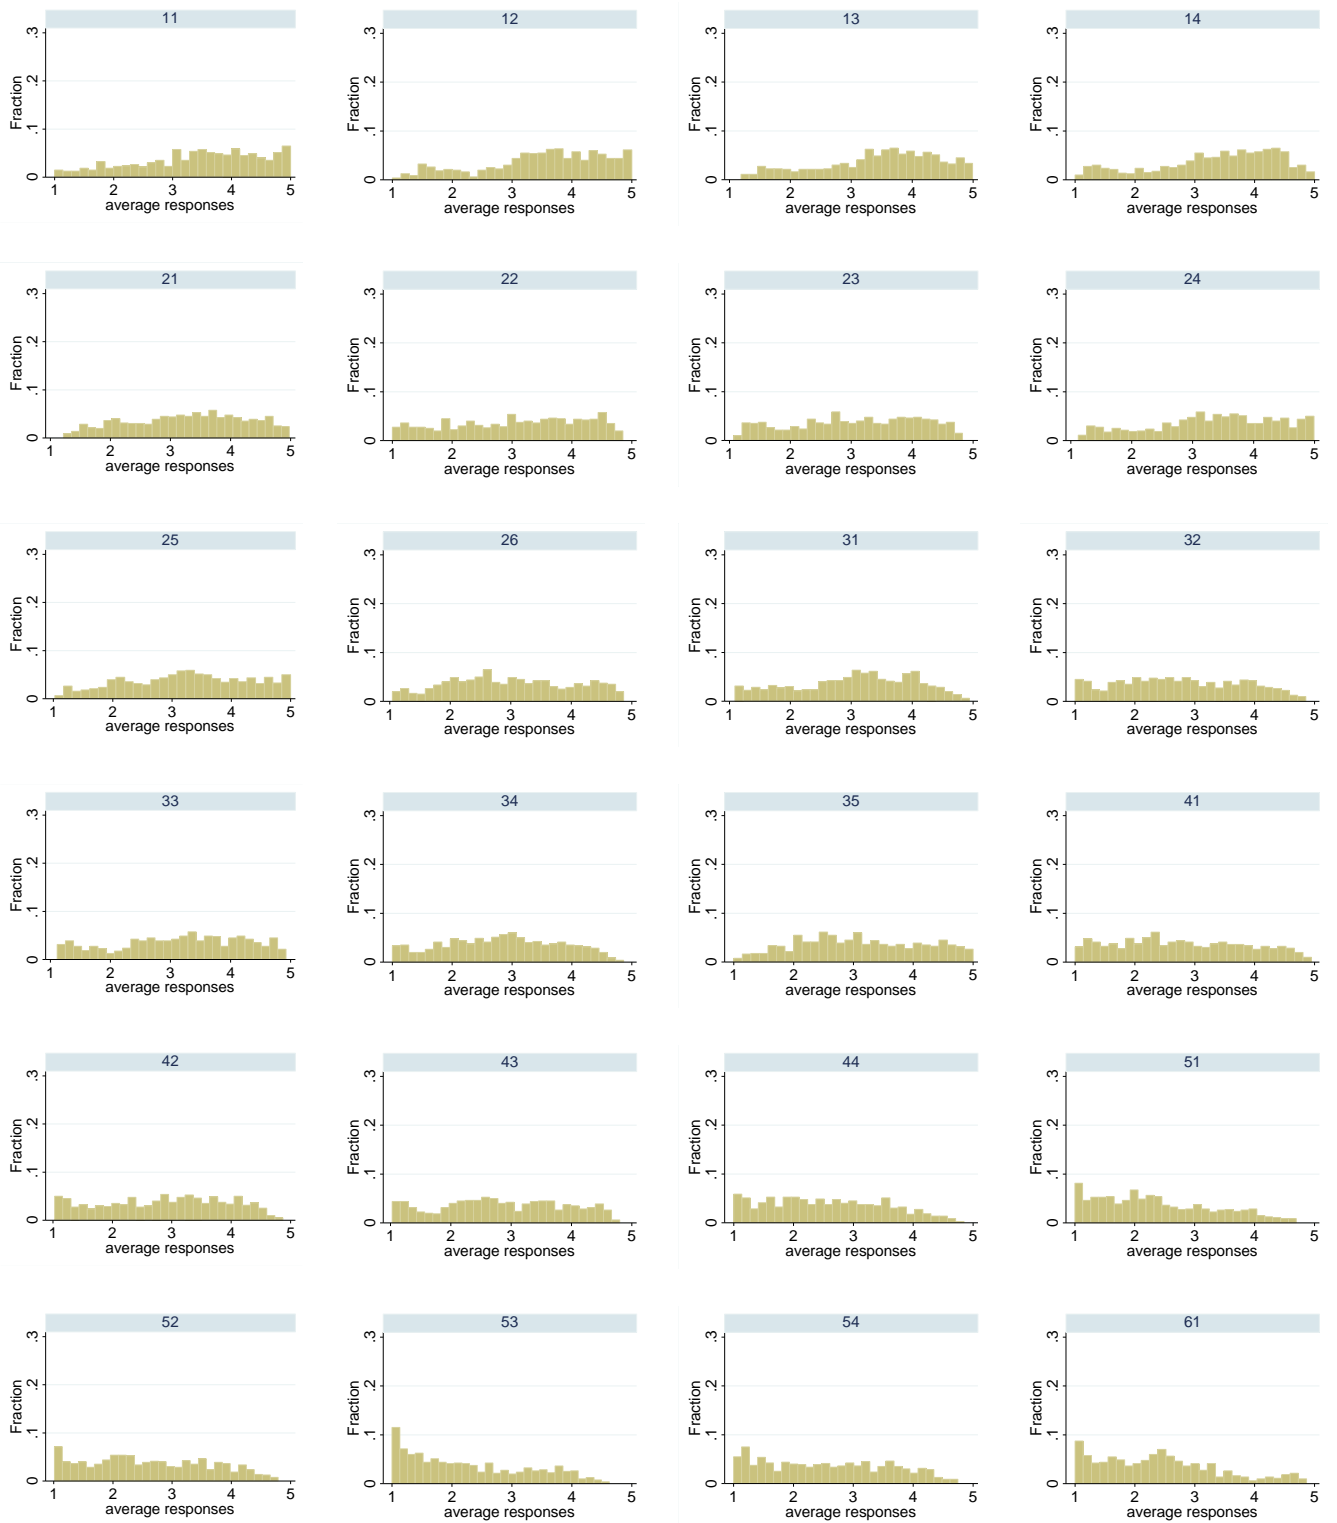 11 12 13 14
Fraction 0 .1 .2 .3 Fraction 0 .1 .2 .3 Fraction 0 .1 .2 .3 Fraction 0 .1 .2 .3
1 2 3 4 5 1 2 3 4 5 1 2 3 4 5 1 2 3 4 5
average responses average responses average responses average responses
21 22 23 24
Fraction 0 .1 .2 .3 Fraction 0 .1 .2 .3 Fraction 0 .1 .2 .3 Fraction 0 .1 .2 .3
1 2 3 4 5 1 2 3 4 5 1 2 3 4 5 1 2 3 4 5
average responses average responses average responses average responses
25 26 31 32
Fraction 0 .1 .2 .3 Fraction 0 .1 .2 .3 Fraction 0 .1 .2 .3 Fraction 0 .1 .2 .3
1 2 3 4 5 1 2 3 4 5 1 2 3 4 5 1 2 3 4 5
average responses average responses average responses average responses
33 34 35 41
Fraction 0 .1 .2 .3 Fraction 0 .1 .2 .3 Fraction 0 .1 .2 .3 Fraction 0 .1 .2 .3
1 2 3 4 5 1 2 3 4 5 1 2 3 4 5 1 2 3 4 5
average responses average responses average responses average responses
42 43 44 51
Fraction 0 .1 .2 .3 Fraction 0 .1 .2 .3 Fraction 0 .1 .2 .3 Fraction 0 .1 .2 .3
1 2 3 4 5 1 2 3 4 5 1 2 3 4 5 1 2 3 4 5
average responses average responses average responses average responses
52 53 54 61
Fraction 0 .1 .2 .3 Fraction 0 .1 .2 .3 Fraction 0 .1 .2 .3 Fraction 0 .1 .2 .3
1 2 3 4 5 1 2 3 4 5 1 2 3 4 5 1 2 3 4 5
average responses average responses average responses average responses